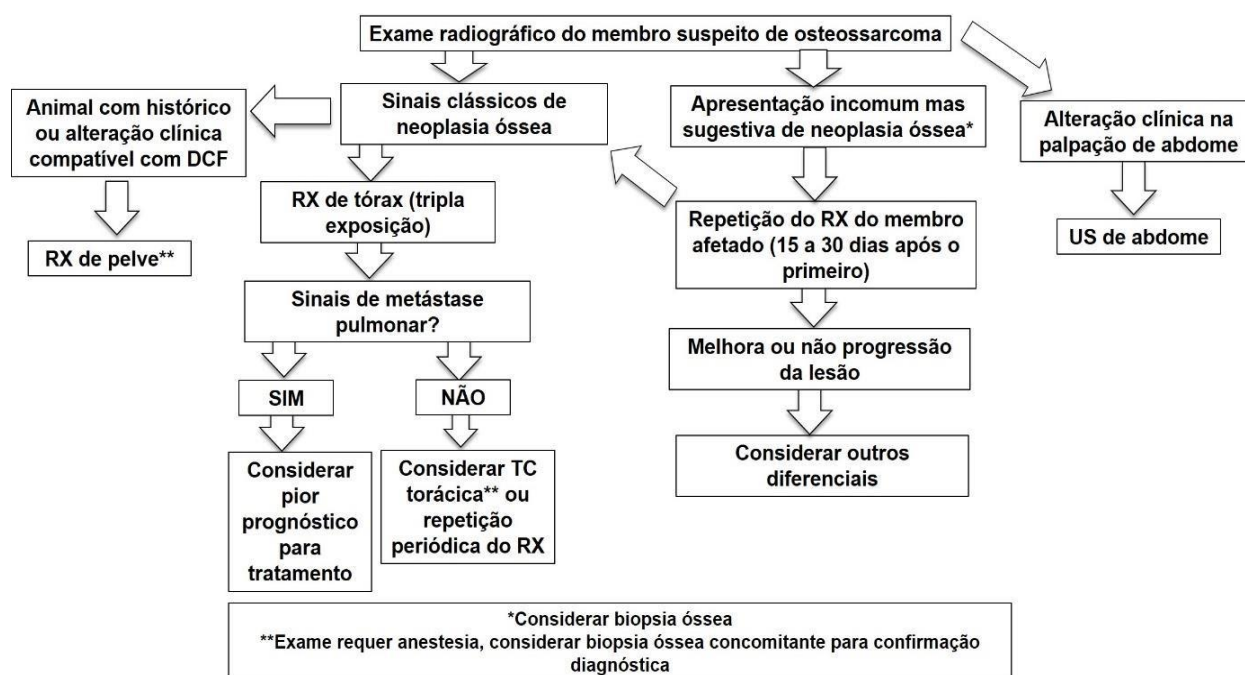 Exame radiográfico do membro suspeito de osteossarcoma
Animal com histórico
ou alteração clínica
compatível com DCF
RX de pelve**
Sinais clássicos de
neoplasia óssea
RX de tórax (tripla
exposição)
Sinais de metástase
pulmonar?
SIM
NÃO
Considerar
pior
prognóstico
para
tratamento
Considerar TC
torácica** ou
repetição
periódica do RX
Apresentação incomum mas
sugestiva de neoplasia óssea*
Repetição do RX do membro
afetado (15 a 30 dias após o
primeiro)
Melhora ou não progressão
da lesão
Considerar outros
diferenciais
Alteração clínica na
palpação de abdome
US de abdome
*Considerar biopsia óssea
**Exame requer anestesia, considerar biopsia óssea concomitante para confirmação
diagnóstica